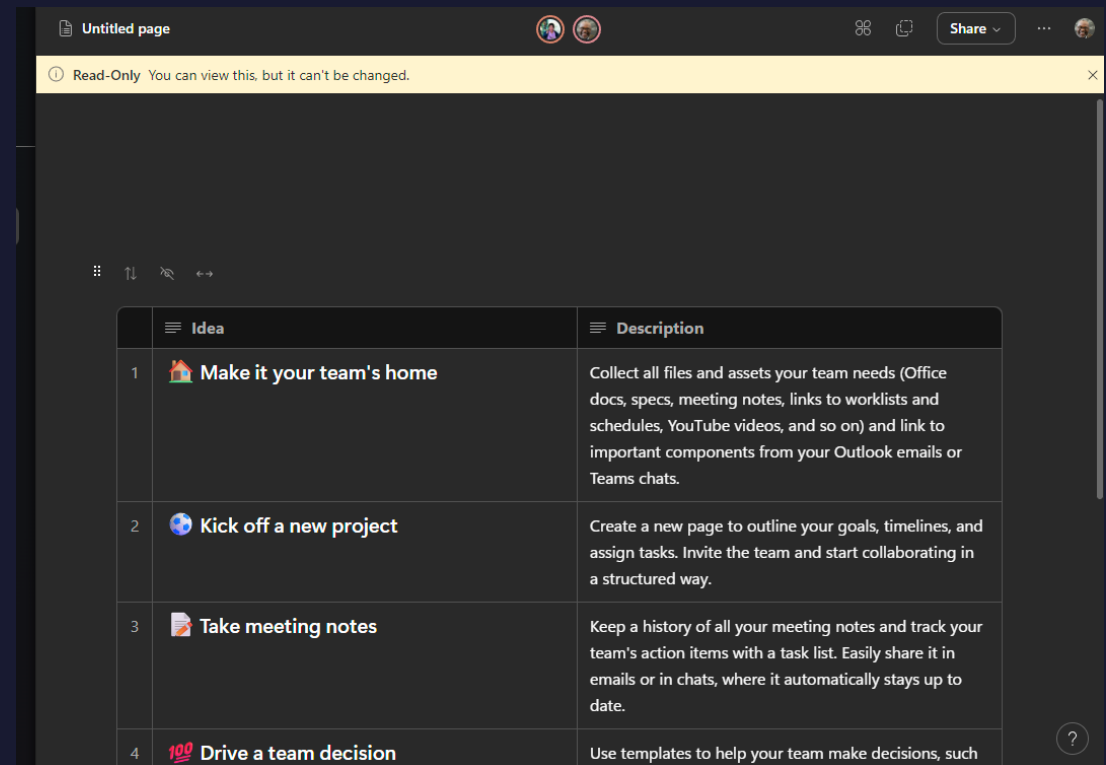 Untitled page
Share
Read-Only You can view this, but it can't be changed.
Idea
Description
1
Make it your team's home
Collect all files and assets your team needs (Office
docs, specs, meeting notes, links to worklists and
schedules, YouTube videos, and so on) and link to
important components from your Outlook emails or
Teams chats.
2
Kick off a new project
Create a new page to outline your goals, timelines, and
assign tasks. Invite the team and start collaborating in
a structured way.
3
Take meeting notes
Keep a history of all your meeting notes and track your
team's action items with a task list. Easily share it in
emails or in chats, where it automatically stays up to
date.
4
💯 Drive a team decision
Use templates to help your team make decisions, such
?